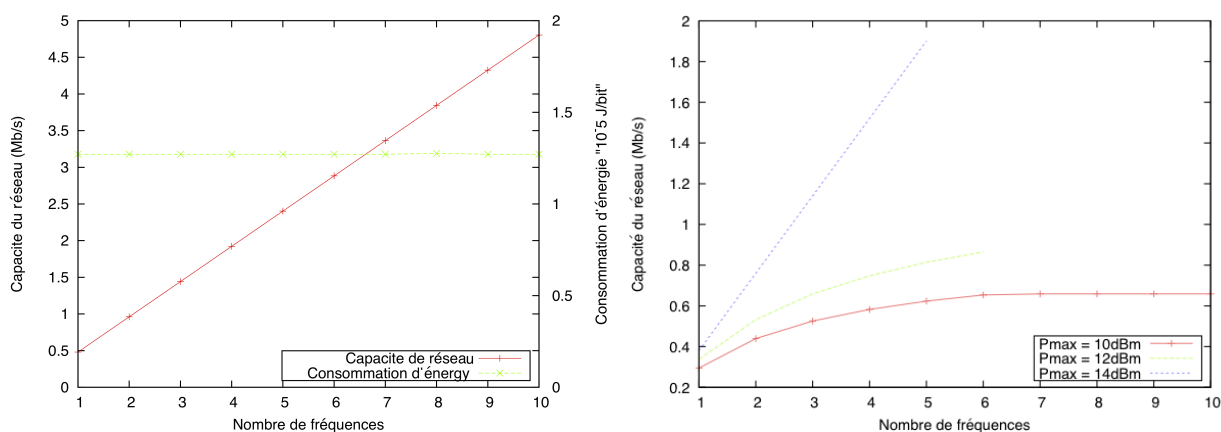 5
4.5
4
3.5
3
2.5
2
1.5
1
0.5
0
Capacite du réseau (Mb/s)
1 2 3 4 5 6 7 8 9 10
Nombre de fréquences
2
1.5
1
0.5
0
Consommation d'énergie "10^-5 J/bit"
Capacite de réseau
Consommation d'énergy
2
1.8
1.6
1.4
1.2
1
0.8
0.6
0.4
0.2
Capacité du réseau (Mb/s)
1 2 3 4 5 6 7 8 9 10
Nombre de fréquences
Pmax = 10dBm
Pmax = 12dBm
Pmax = 14dBm